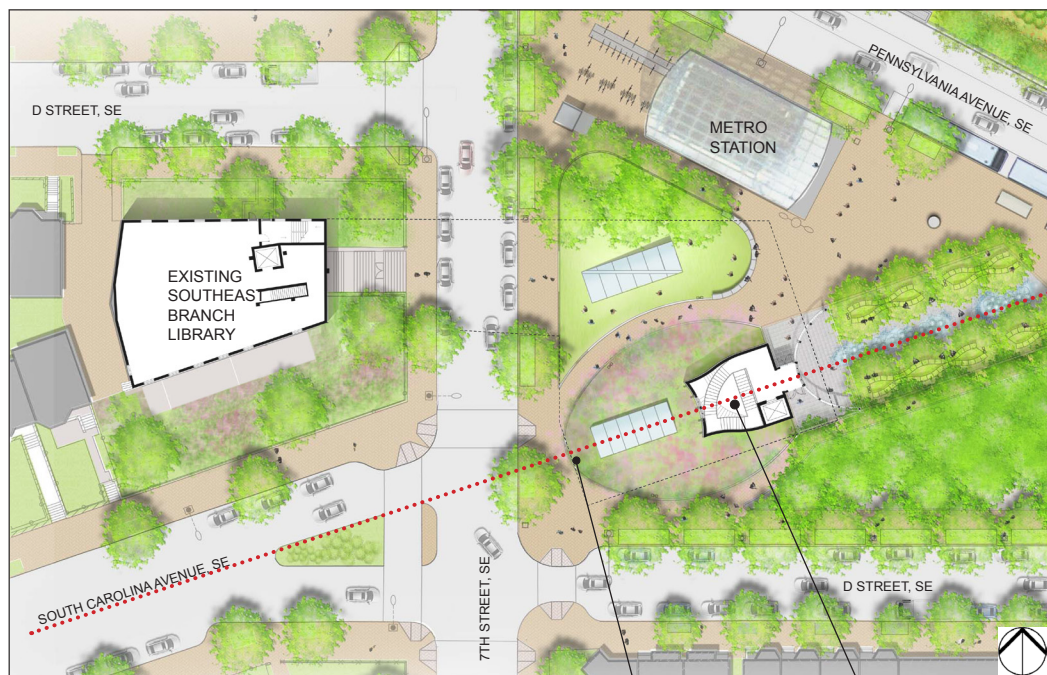 PENNSYLVANIA AVENUE, SE
D STREET, SE
METRO
STATION
EXISTING
SOUTHEAST
BRANCH
LIBRARY
SOUTH CAROLINA AVENUE, SE
7TH STREET, SE
D STREET, SE